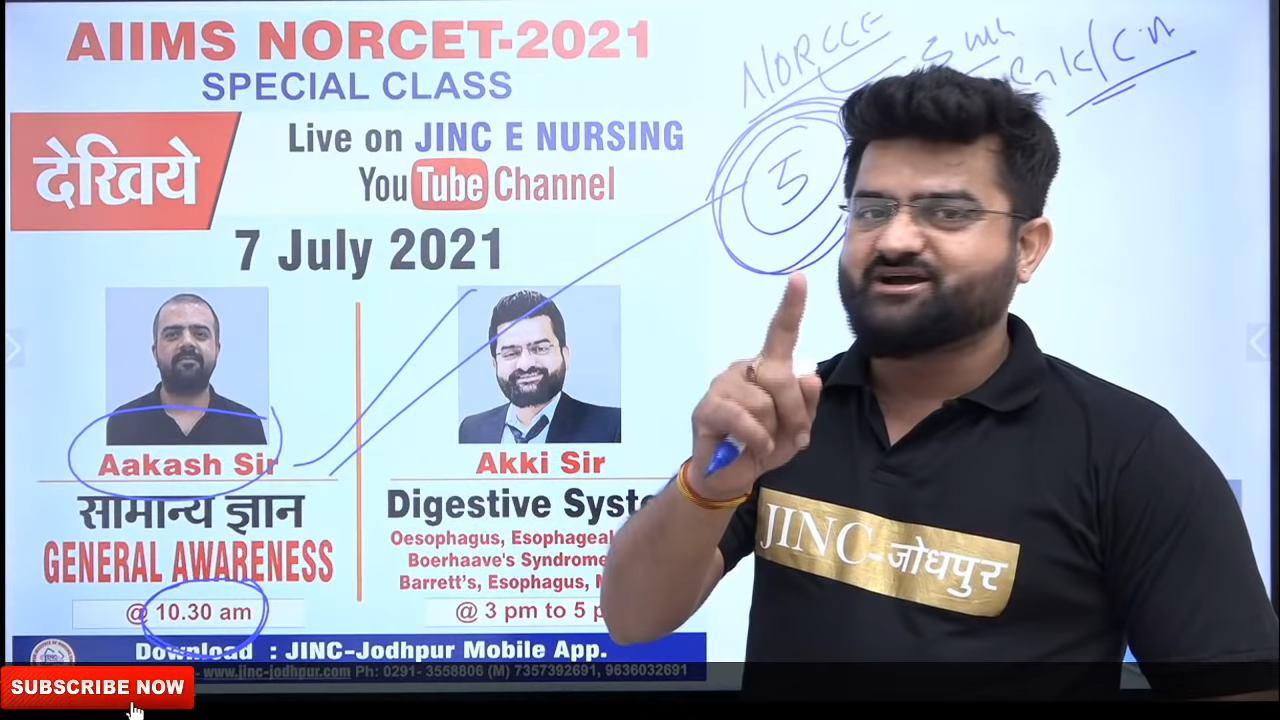 AIIMS NORCET-2021
SPECIAL CLASS
देखिये
Live on JINC E NURSING
YouTube Channel
7 July 2021
NORCET
5
Aakash Sir
सामान्य ज्ञान
GENERAL AWARENESS
@ 10.30 am
Akki Sir
Digestive Syste
Oesophagus, Esophageal
Boerhaave's Syndrome
Barrett's, Esophagus,
@ 3 pm to 5 p
JINC-जोधपुर
Download : JINC-Jodhpur Mobile App.
www.jinc-jodhpur.com Ph: 0291- 3558806 (M) 7357392691, 9636032691
SUBSCRIBE NOW